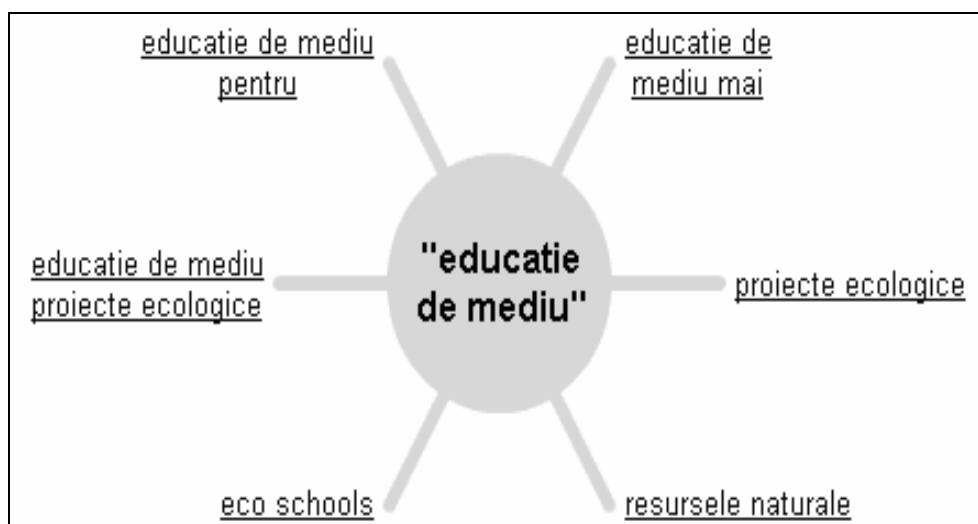 educatie de mediu
pentru
educatie de
mediu mai
educatie de mediu
proiecte ecologice
"educatie
de mediu"
proiecte ecologice
eco schools
resursele naturale